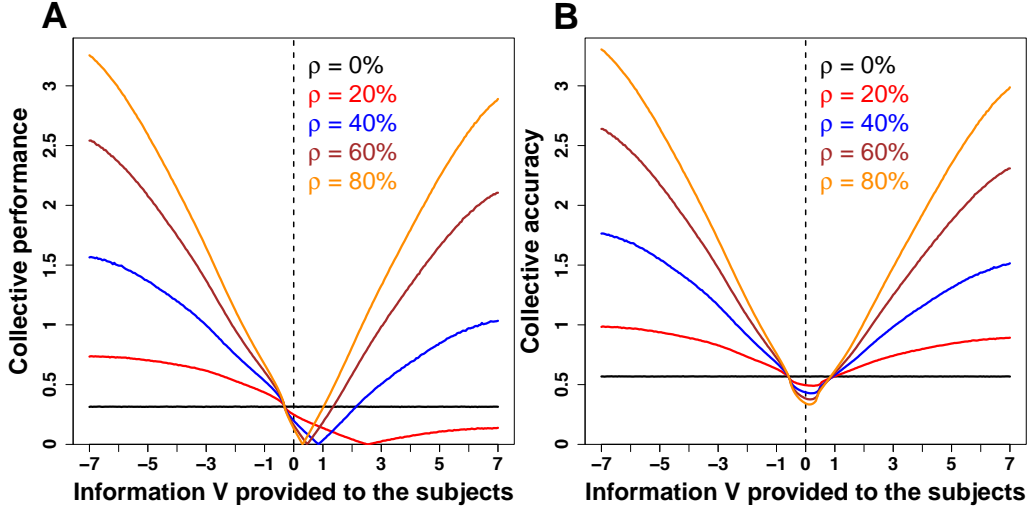 A
Collective performance
0 0.5 1 1.5 2 2.5 3
ρ = 0%
ρ = 20%
ρ = 40%
ρ = 60%
ρ = 80%
−7 −5 −3 −1 0 1 3 5 7
Information V provided to the subjects
B
Collective accuracy
0 0.5 1 1.5 2 2.5 3
ρ = 0%
ρ = 20%
ρ = 40%
ρ = 60%
ρ = 80%
−7 −5 −3 −1 0 1 3 5 7
Information V provided to the subjects